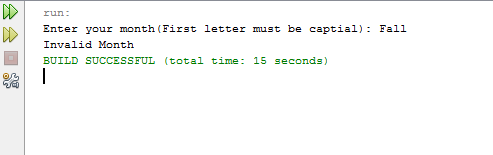 run:
Enter your month(First letter must be captial): Fall
Invalid Month
BUILD SUCCESSFUL (total time: 15 seconds)